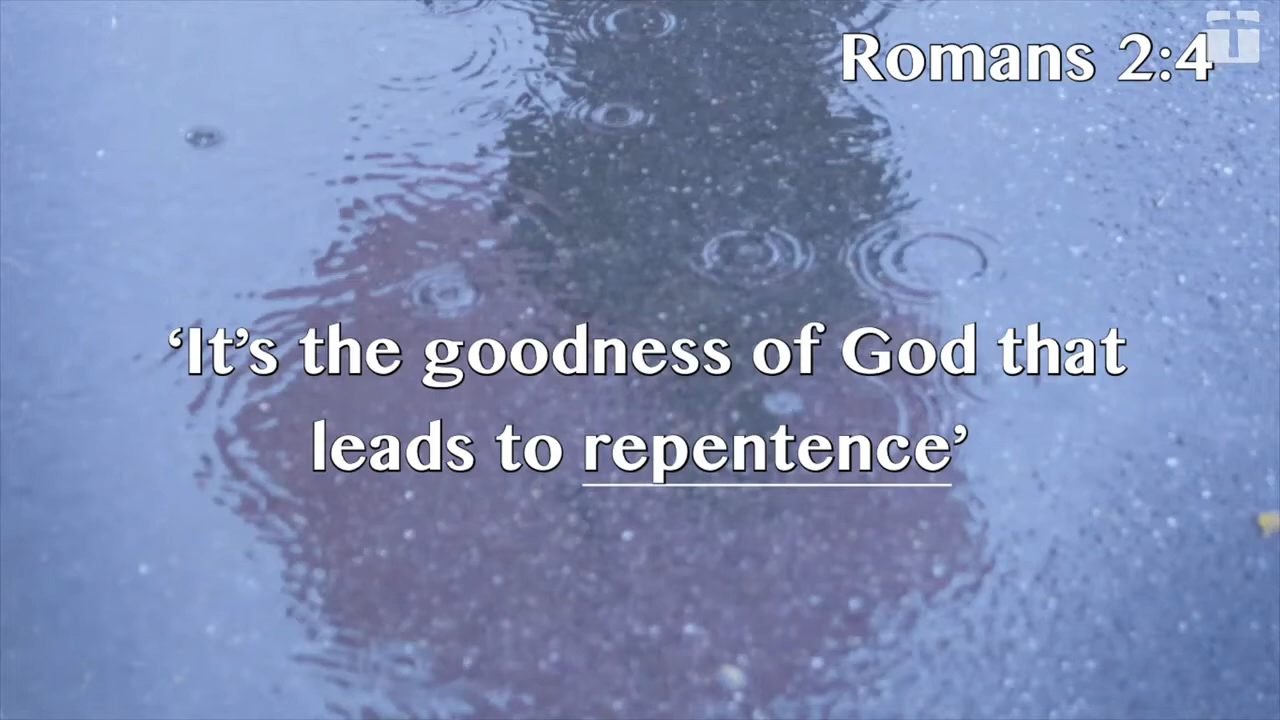 Romans 2:4
‘It’s the goodness of God that
leads to repentence’